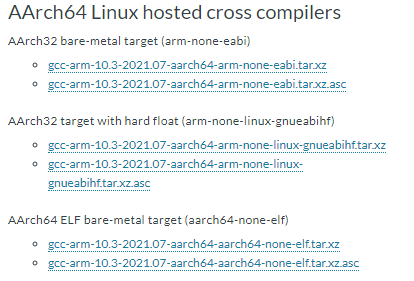 AArch64 Linux hosted cross compilers
AArch32 bare-metal target (arm-none-eabi)
gcc-arm-10.3-2021.07-aarch64-arm-none-eabi.tar.xz
gcc-arm-10.3-2021.07-aarch64-arm-none-eabi.tar.xz.asc
AArch32 target with hard float (arm-none-linux-gnueabihf)
gcc-arm-10.3-2021.07-aarch64-arm-none-linux-gnueabihf.tar.xz
gcc-arm-10.3-2021.07-aarch64-arm-none-linux-
gnueabihf.tar.xz.asc
AArch64 ELF bare-metal target (aarch64-none-elf)
gcc-arm-10.3-2021.07-aarch64-aarch64-none-elf.tar.xz
gcc-arm-10.3-2021.07-aarch64-aarch64-none-elf.tar.xz.asc